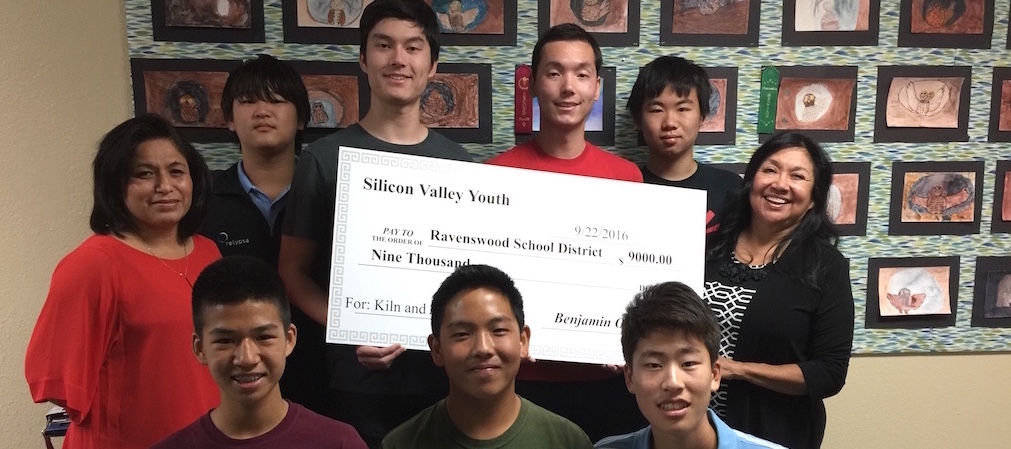 Silicon Valley Youth
9/22/2016
PAY TO
THE ORDER OF Ravenswood School District $ 9000.00
Nine Thousand
For: Kiln and
Benjamin
relypsa